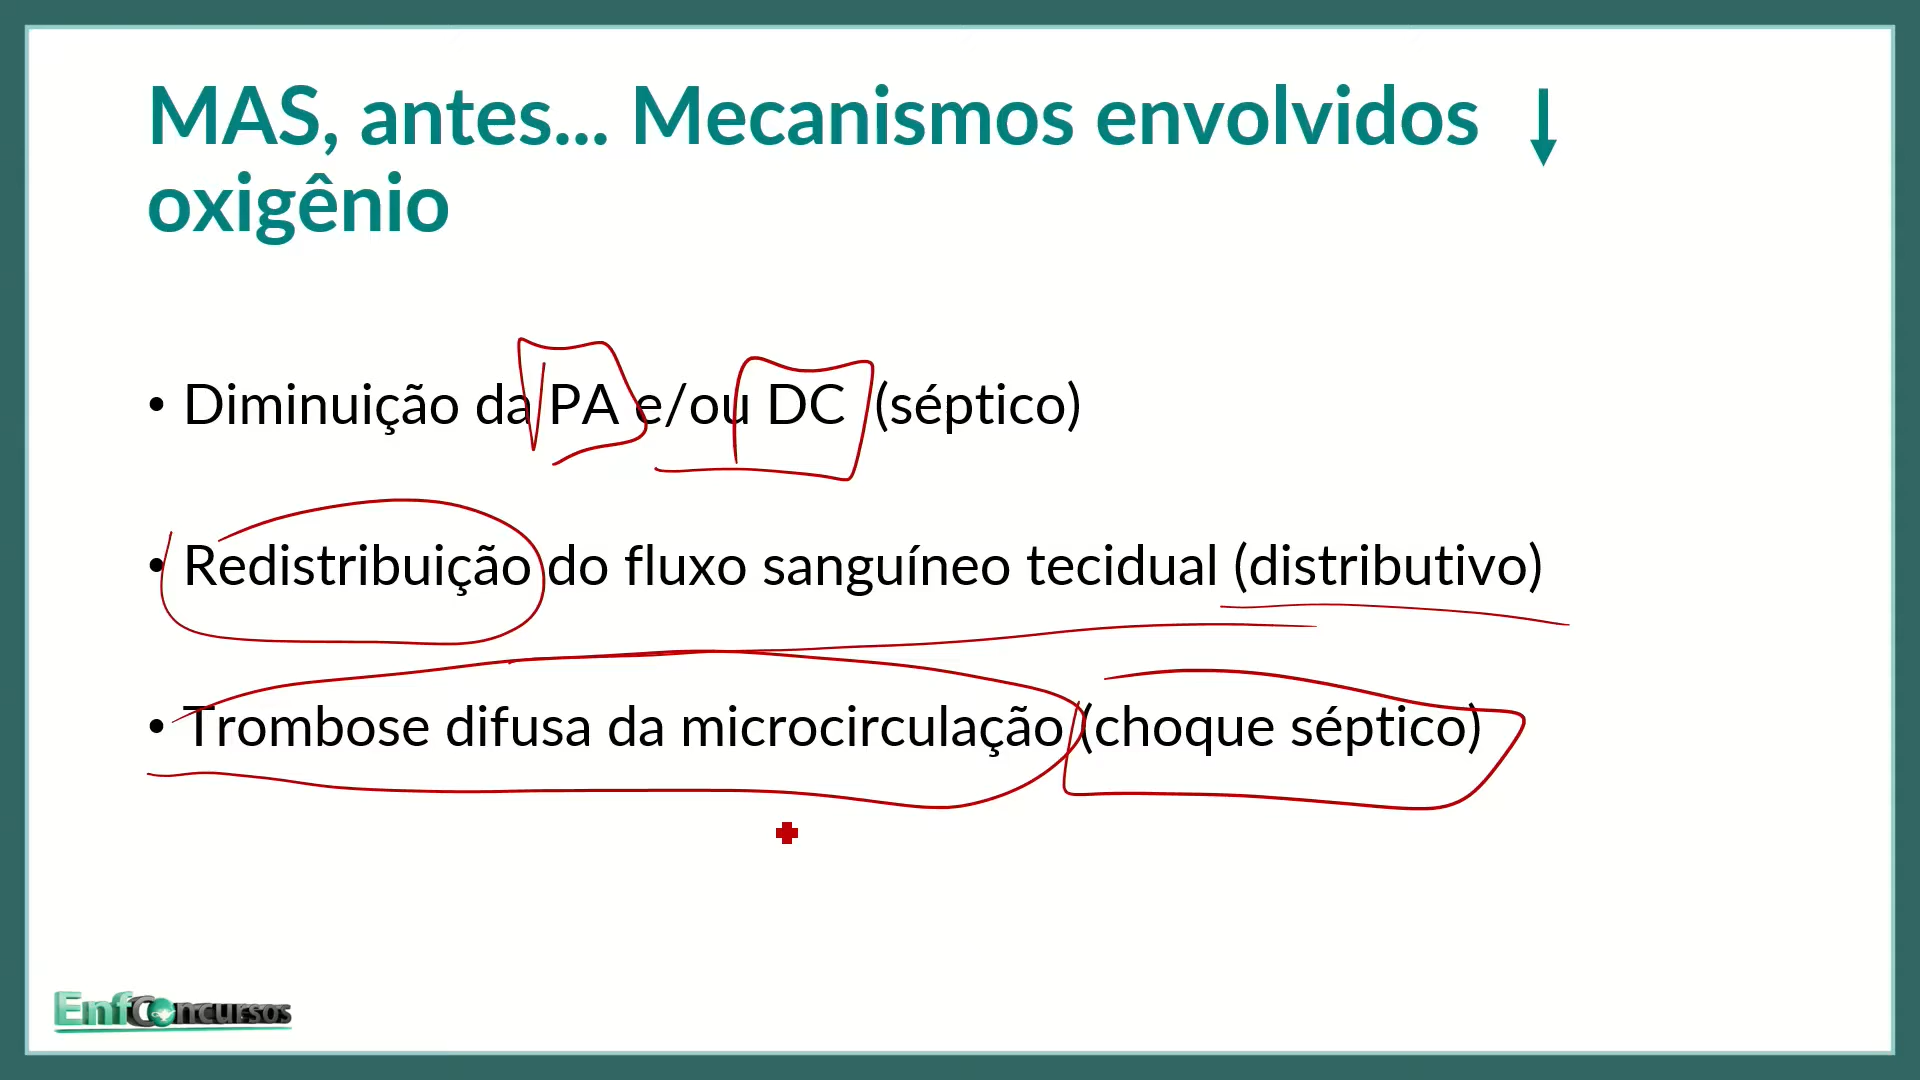 MAS, antes... Mecanismos envolvidos ↓
oxigênio
• Diminuição da PA e/ou DC (séptico)
• Redistribuição do fluxo sanguíneo tecidual (distributivo)
• Trombose difusa da microcirculação (choque séptico)
EnfConcursos